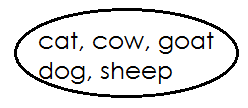 cat, cow, goat
dog, sheep